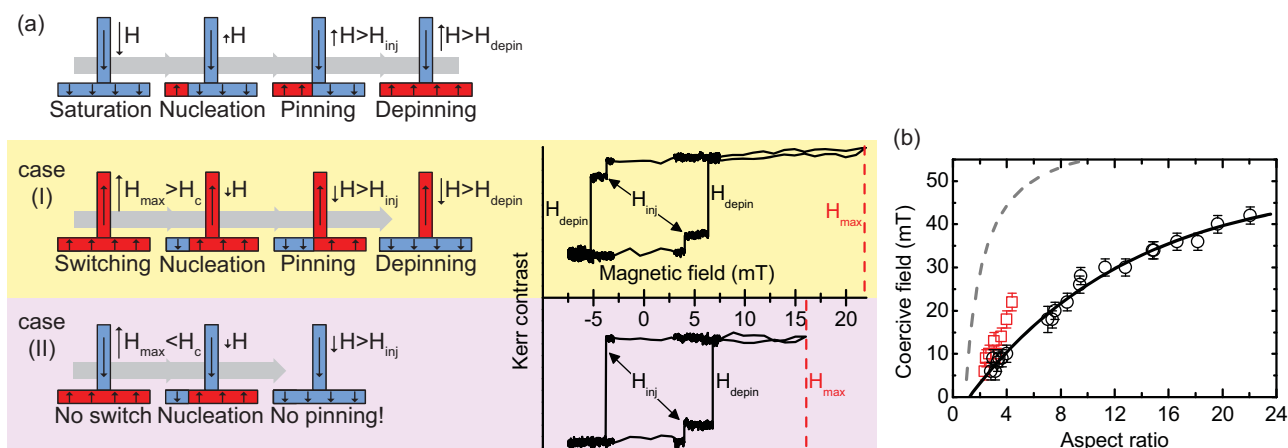 (a)
↓H ↑H ↑H>H_inj ↑H>H_depin
Saturation Nucleation Pinning Depinning
case
(I)
↑H_max>H_c ↓H ↓H>H_inj ↓H>H_depin
Switching Nucleation Pinning Depinning
case
(II)
↑H_max<H_c ↓H ↓H>H_inj
No switch Nucleation No pinning!
Kerr contrast
H_depin H_inj H_depin H_max
Magnetic field (mT)
-5 0 5 10 15 20
H_inj H_depin H_max
(b)
Coercive field (mT)
50
40
30
20
10
0
0 4 8 12 16 20 24
Aspect ratio